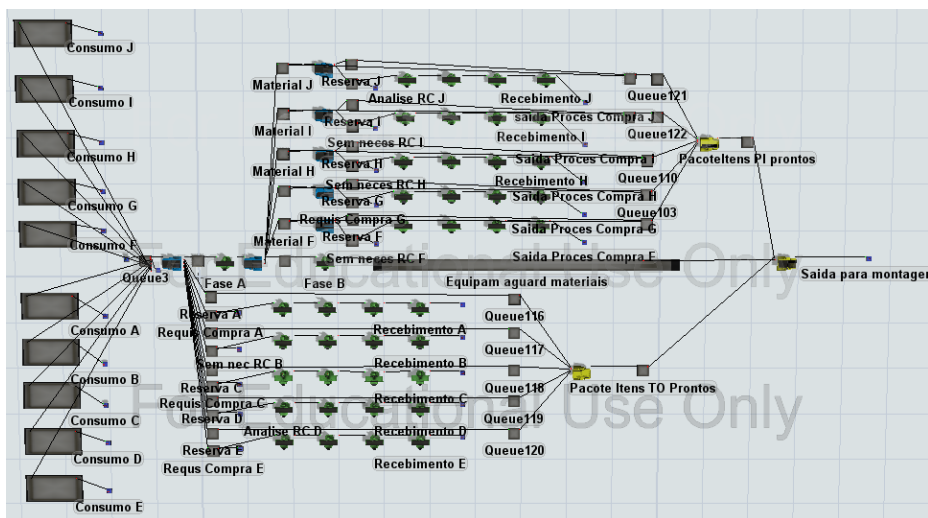 Consumo J
Consumo I
Consumo H
Consumo G
Consumo F
Consumo A
Consumo B
Consumo C
Consumo D
Consumo E
Queue3
Material J
Reserva J
Analise RC J
Recebimento J
saida Proces Compra J
Queue121
Material I
Reserva I
Sem neces RC I
Recebimento I
Saida Proces Compra I
Queue122
PacoteItens PI prontos
Material H
Reserva H
Sem neces RC H
Recebimento H
Saida Proces Compra H
Queue110
Reserva G
Requis Compra G
Saida Proces Compra G
Queue103
Material F
Reserva F
Sem neces RC F
Saida Proces Compra F
For Educational Use Only
Fase A
Fase B
Equipam aguard materiais
Saida para montagem
Reserva A
Requis Compra A
Recebimento A
Queue116
Sem nec RC B
Recebimento B
Queue117
Reserva C
Requis Compra C
Recebimento C
Queue118
Pacote Itens TO Prontos
For Educational Use Only
Reserva D
Analise RC D
Recebimento D
Queue119
Reserva E
Requs Compra E
Recebimento E
Queue120